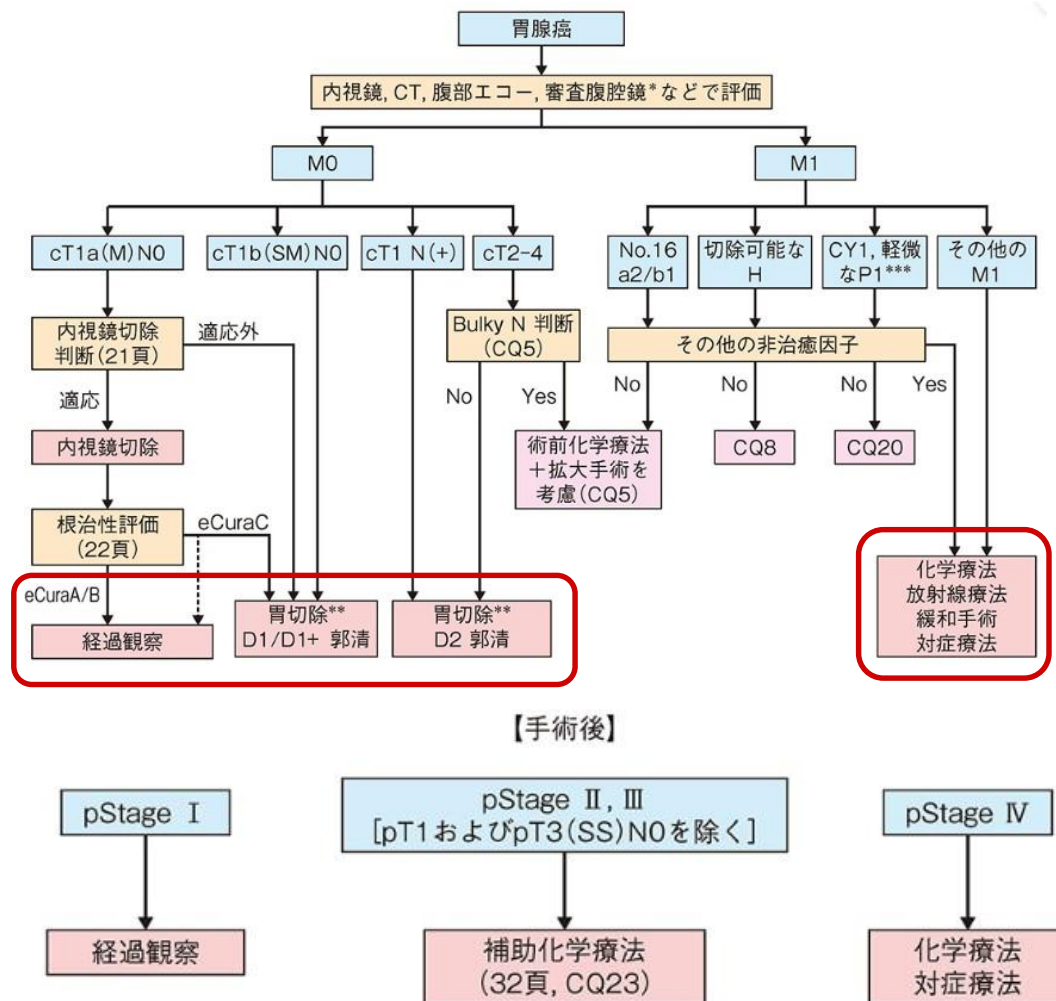 胃腺癌
内視鏡, CT, 腹部エコー, 審査腹腔鏡*などで評価
M0
M1
cT1a(M)N0
cT1b(SM)N0
cT1 N(+)
cT2-4
No.16
a2/b1
切除可能な
H
CY1, 軽微
なP1***
その他の
M1
内視鏡切除
判断(21頁)
適応外
Bulky N 判断
(CQ5)
その他の非治癒因子
適応
No
Yes
No
No
No
Yes
内視鏡切除
術前化学療法
+拡大手術を
考慮(CQ5)
CQ8
CQ20
根治性評価
(22頁)
eCuraC
eCuraA/B
経過観察
胃切除**
D1/D1+ 郭清
胃切除**
D2 郭清
化学療法
放射線療法
緩和手術
対症療法
【手術後】
pStage Ⅰ
pStage Ⅱ, Ⅲ
[pT1およびpT3(SS)N0を除く]
pStage Ⅳ
経過観察
補助化学療法
(32頁, CQ23)
化学療法
対症療法